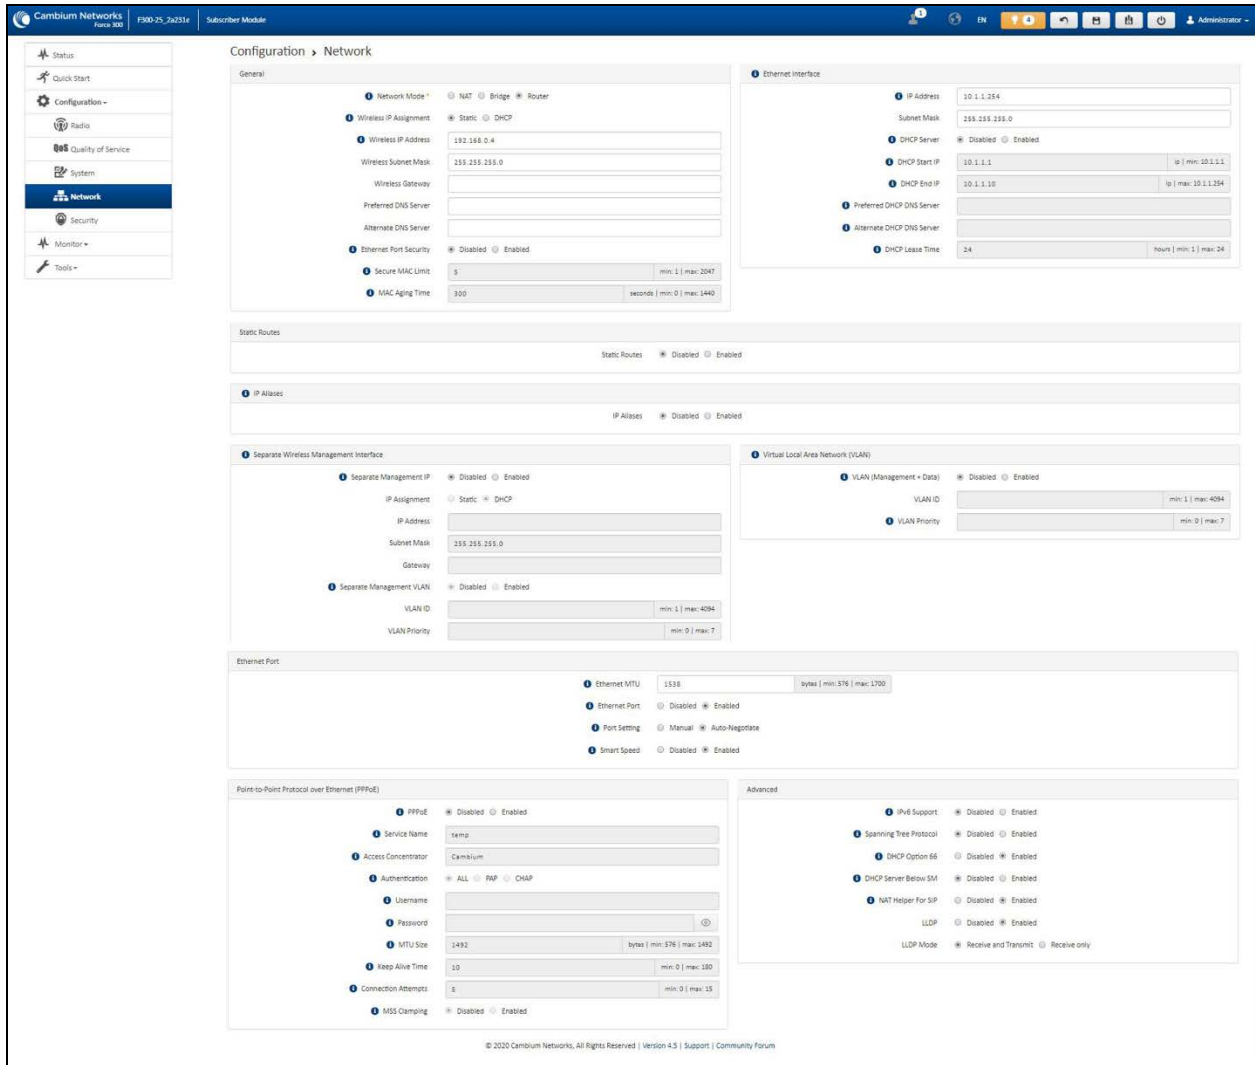 Cambium Networks
Force 300
F300-25_2a231e
Subscriber Module
1
EN
4
Administrator
Status
Quick Start
Configuration
Radio
QoS Quality of Service
System
Network
Security
Monitor
Tools
Configuration > Network
General
Network Mode * NAT Bridge Router
Wireless IP Assignment Static DHCP
Wireless IP Address 192.168.0.4
Wireless Subnet Mask 255.255.255.0
Wireless Gateway
Preferred DNS Server
Alternate DNS Server
Ethernet Port Security Disabled Enabled
Secure MAC Limit 5 min: 1 | max: 2047
MAC Aging Time 300 seconds | min: 0 | max: 1440
Ethernet Interface
IP Address 10.1.1.254
Subnet Mask 255.255.255.0
DHCP Server Disabled Enabled
DHCP Start IP 10.1.1.1 ip | min: 10.1.1.1
DHCP End IP 10.1.1.10 ip | max: 10.1.1.254
Preferred DHCP DNS Server
Alternate DHCP DNS Server
DHCP Lease Time 24 hours | min: 1 | max: 24
Static Routes
Static Routes Disabled Enabled
IP Aliases
IP Aliases Disabled Enabled
Separate Wireless Management Interface
Separate Management IP Disabled Enabled
IP Assignment Static DHCP
IP Address
Subnet Mask 255.255.255.0
Gateway
Separate Management VLAN Disabled Enabled
VLAN ID min: 1 | max: 4094
VLAN Priority min: 0 | max: 7
Virtual Local Area Network (VLAN)
VLAN (Management + Data) Disabled Enabled
VLAN ID min: 1 | max: 4094
VLAN Priority min: 0 | max: 7
Ethernet Port
Ethernet MTU 1538 bytes | min: 576 | max: 1700
Ethernet Port Disabled Enabled
Port Setting Manual Auto-Negotiate
Smart Speed Disabled Enabled
Point-to-Point Protocol over Ethernet (PPPoE)
PPPoE Disabled Enabled
Service Name temp
Access Concentrator Cambium
Authentication ALL PAP CHAP
Username
Password
MTU Size 1492 bytes | min: 576 | max: 1492
Keep Alive Time 10 min: 0 | max: 180
Connection Attempts 5 min: 0 | max: 15
MSS Clamping Disabled Enabled
Advanced
IPv6 Support Disabled Enabled
Spanning Tree Protocol Disabled Enabled
DHCP Option 66 Disabled Enabled
DHCP Server Below SM Disabled Enabled
NAT Helper For SIP Disabled Enabled
LLDP Disabled Enabled
LLDP Mode Receive and Transmit Receive only
© 2020 Cambium Networks, All Rights Reserved | Version 4.5 | Support | Community Forum